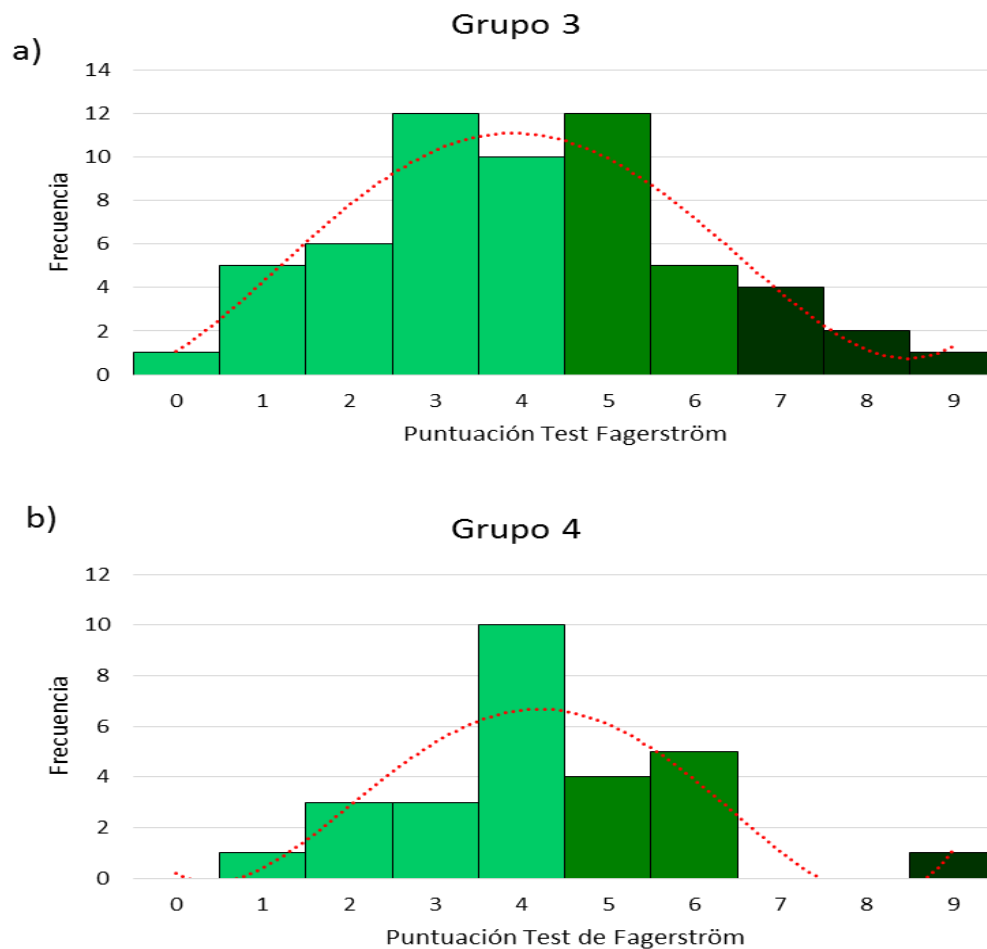 Grupo 3
a)
14
12
10
8
6
4
2
0
Frecuencia
0 1 2 3 4 5 6 7 8 9
Puntuación Test Fagerström
b)
Grupo 4
12
10
8
6
4
2
0
Frecuencia
0 1 2 3 4 5 6 7 8 9
Puntuación Test de Fagerström